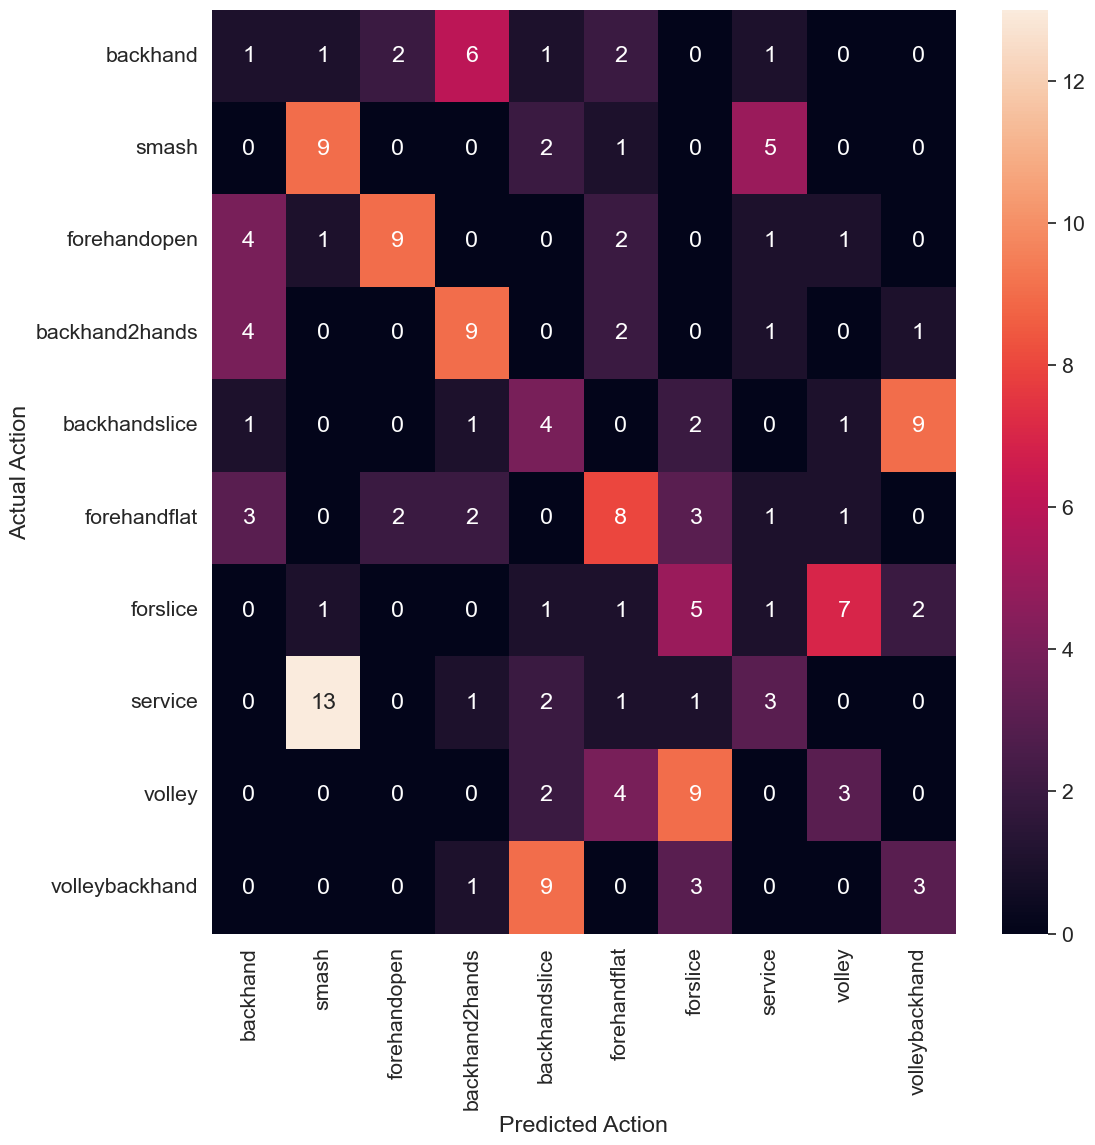 backhand 1 1 2 6 1 2 0 1 0 0
smash 0 9 0 0 2 1 0 5 0 0
forehandopen 4 1 9 0 0 2 0 1 1 0
backhand2hands 4 0 0 9 0 2 0 1 0 1
backhandslice 1 0 0 1 4 0 2 0 1 9
forehandflat 3 0 2 2 0 8 3 1 1 0
forslice 0 1 0 0 1 1 5 1 7 2
service 0 13 0 1 2 1 1 3 0 0
volley 0 0 0 0 2 4 9 0 3 0
volleybackhand 0 0 0 1 9 0 3 0 0 3
backhand smash forehandopen backhand2hands backhandslice forehandflat forslice service volley volleybackhand
Predicted Action
Actual Action
12
10
8
6
4
2
0